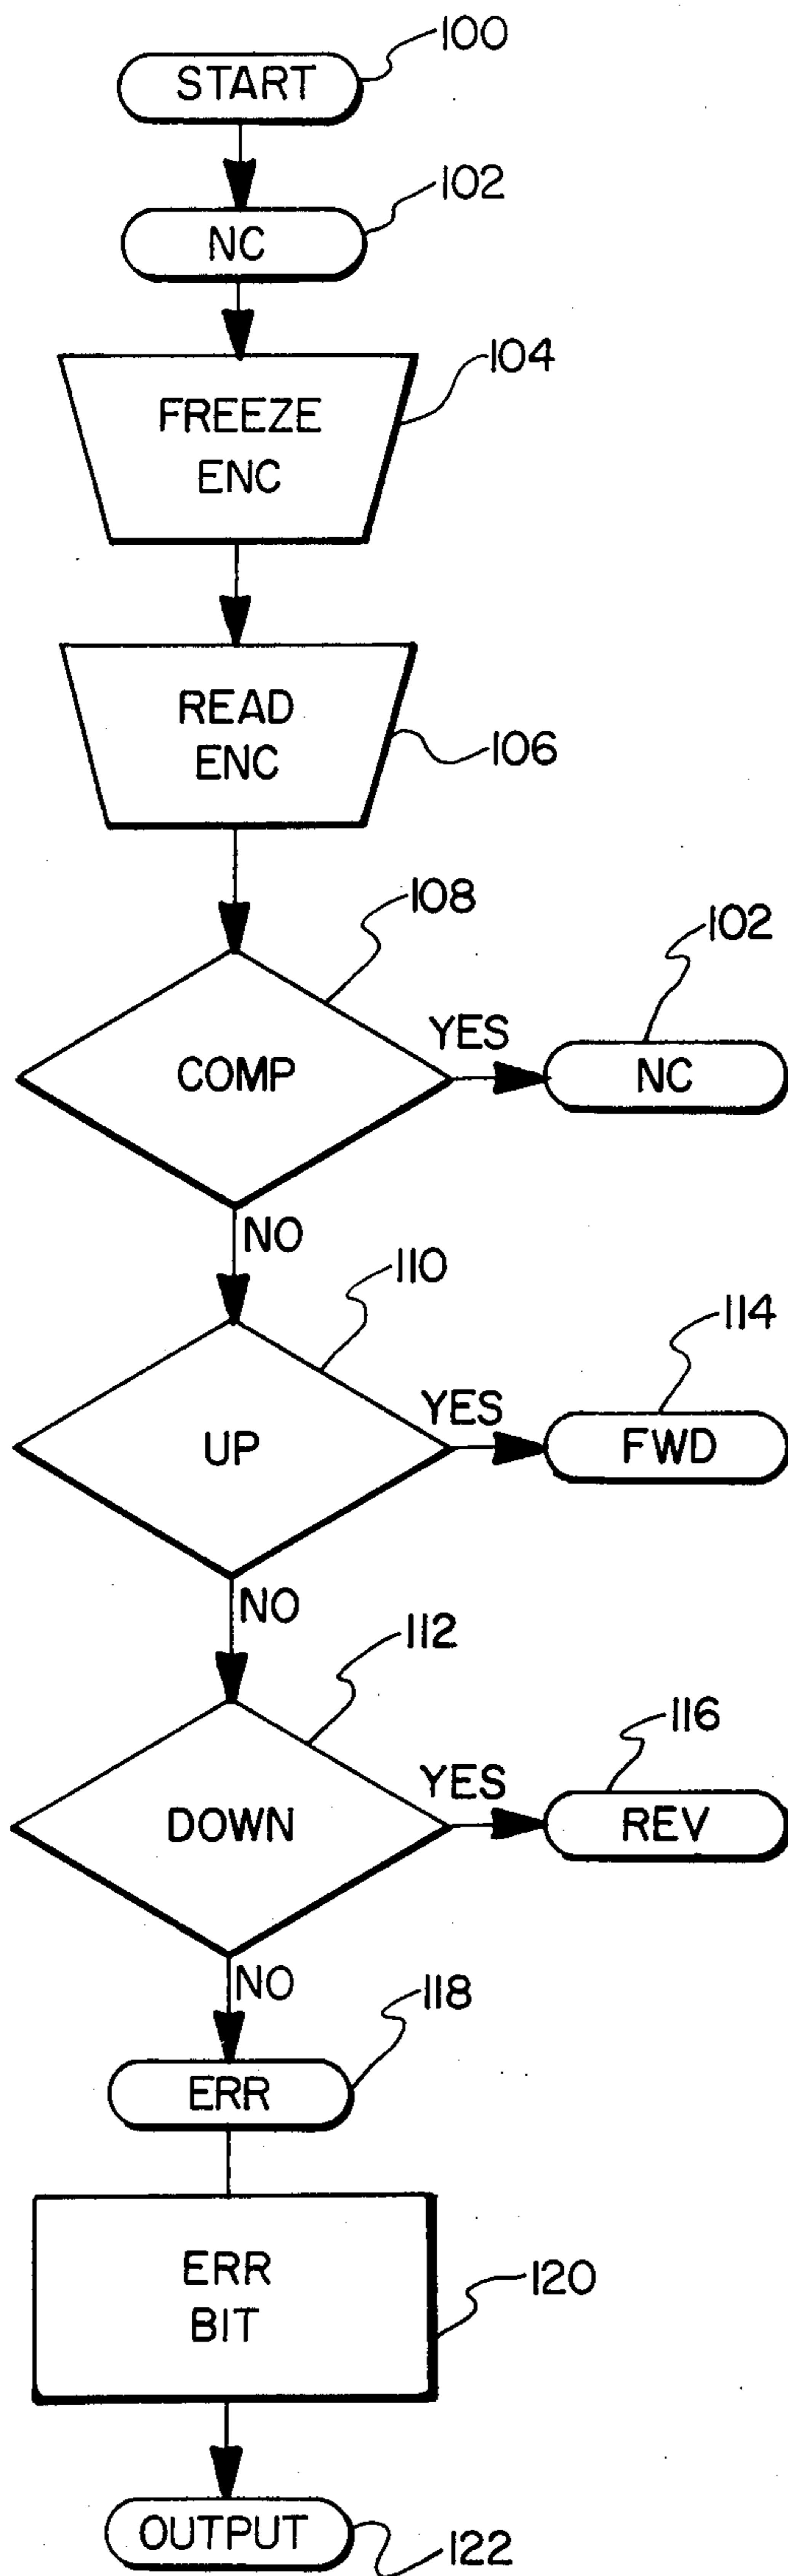 100
START
102
NC
104
FREEZE
ENC
READ
ENC
106
108
102
COMP
YES
NC
NO
110
114
UP
YES
FWD
NO
112
116
DOWN
YES
REV
NO
118
ERR
ERR
BIT
120
OUTPUT
122